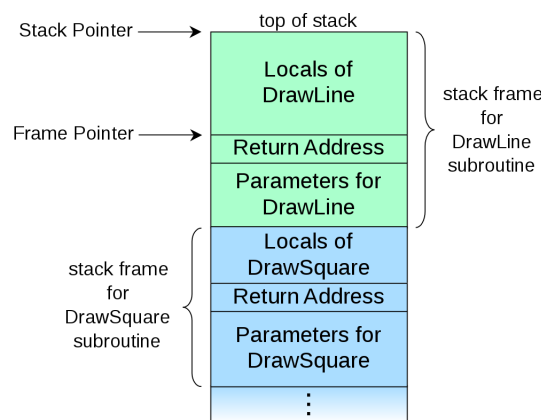 top of stack
Stack Pointer
Locals of
DrawLine
stack frame
for
DrawLine
subroutine
Frame Pointer
Return Address
Parameters for
DrawLine
Locals of
DrawSquare
stack frame
for
DrawSquare
subroutine
Return Address
Parameters for
DrawSquare
⋮